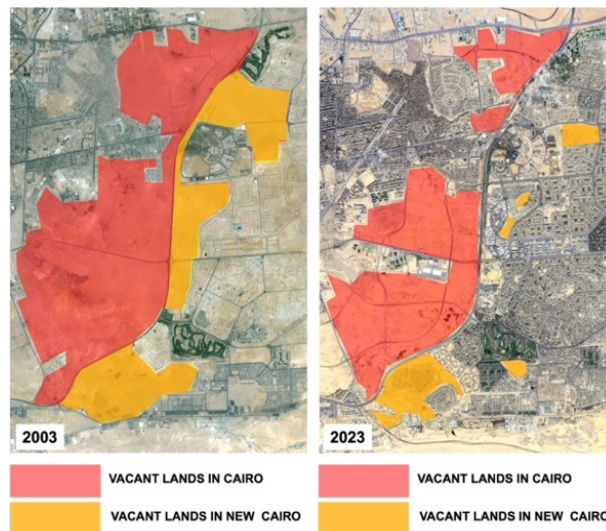 2003
2023
VACANT LANDS IN CAIRO
VACANT LANDS IN CAIRO
VACANT LANDS IN NEW CAIRO
VACANT LANDS IN NEW CAIRO